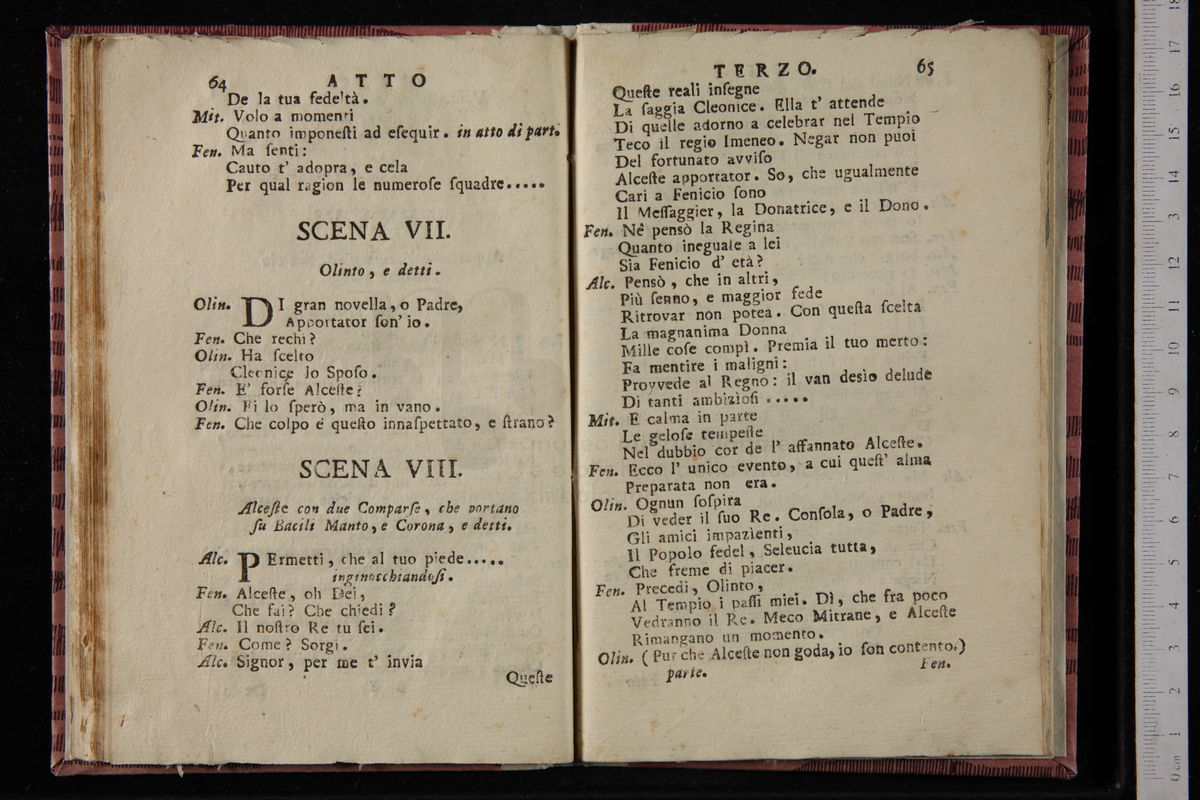 64 ATTO
De la tua fedeltà.
Mit. Volo a momenti
Quanto imponeſti ad eſequir. in atto di part.
Fen. Ma ſenti:
Cauto t' adopra, e cela
Per qual ragion le numeroſe ſquadre.....
SCENA VII.
Olinto, e detti.
Olin. DI gran novella, o Padre,
Apportator ſon' io.
Fen. Che rechi?
Olin. Ha ſcelto
Cleonice lo Spoſo.
Fen. E' forſe Alceſte?
Olin. Ei lo ſperò, ma in vano.
Fen. Che colpo é queſto innaſpettato, e ſtrano?
SCENA VIII.
Alceſte con due Comparſe, che portano
ſu Bacili Manto, e Corona, e detti.
Alc. PErmetti, che al tuo piede.....
inginocchiandoſi.
Fen. Alceſte, oh Dei,
Che fai? Che chiedi?
Alc. Il noſtro Re tu ſei.
Fen. Come? Sorgi.
Alc. Signor, per me t' invia
Queſte
TERZO. 65
Queſte reali inſegne
La ſaggia Cleonice. Ella t' attende
Di quelle adorno a celebrar nel Tempio
Teco il regio Imeneo. Negar non puoi
Del fortunato avviſo
Alceſte apportator. So, che ugualmente
Cari a Fenicio ſono
Il Meſſaggier, la Donatrice, e il Dono.
Fen. Nè pensò la Regina
Quanto ineguale a lei
Sia Fenicio d' età?
Alc. Pensò, che in altri,
Più ſenno, e maggior fede
Ritrovar non potea. Con queſta ſcelta
La magnanima Donna
Mille coſe compì. Premia il tuo merto:
Fa mentire i maligni:
Provvede al Regno: il van desìo delude
Di tanti ambizioſi.....
Mit. E calma in parte
Le geloſe tempeſte
Nel dubbio cor de l' affannato Alceſte.
Fen. Ecco l' unico evento, a cui queſt' alma
Preparata non era.
Olin. Ognun ſoſpira
Di veder il ſuo Re. Conſola, o Padre,
Gli amici impazienti,
Il Popolo fedel, Seleucia tutta,
Che freme di piacer.
Fen. Precedi, Olinto,
Al Tempio i paſſi miei. Dì, che fra poco
Vedranno il Re. Meco Mitrane, e Alceſte
Rimangano un momento.
Olin. (Pur che Alceſte non goda, io ſon contento.)
parte. Fen.